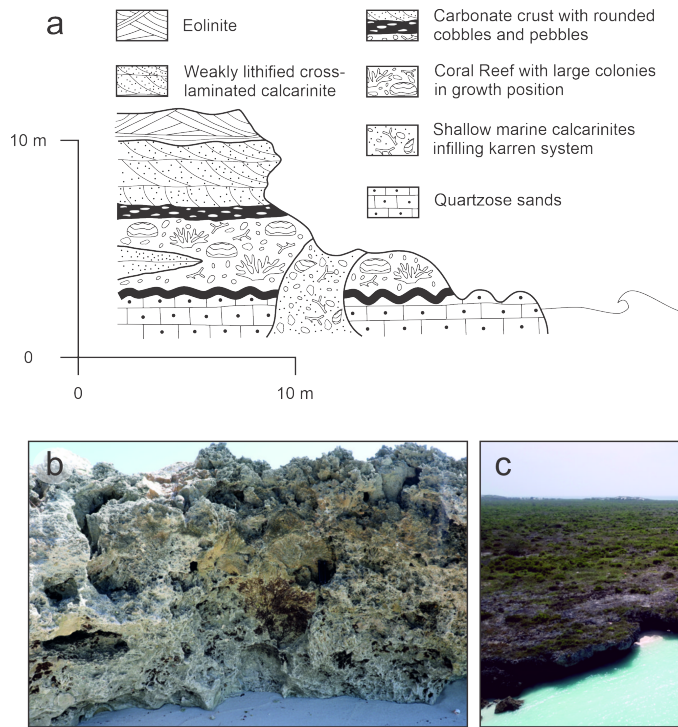 a
Eolinite
Weakly lithified cross-
laminated calcarinite
Carbonate crust with rounded
cobbles and pebbles
Coral Reef with large colonies
in growth position
Shallow marine calcarinites
infilling karren system
Quartzose sands
10 m
0
0
10 m
b
c